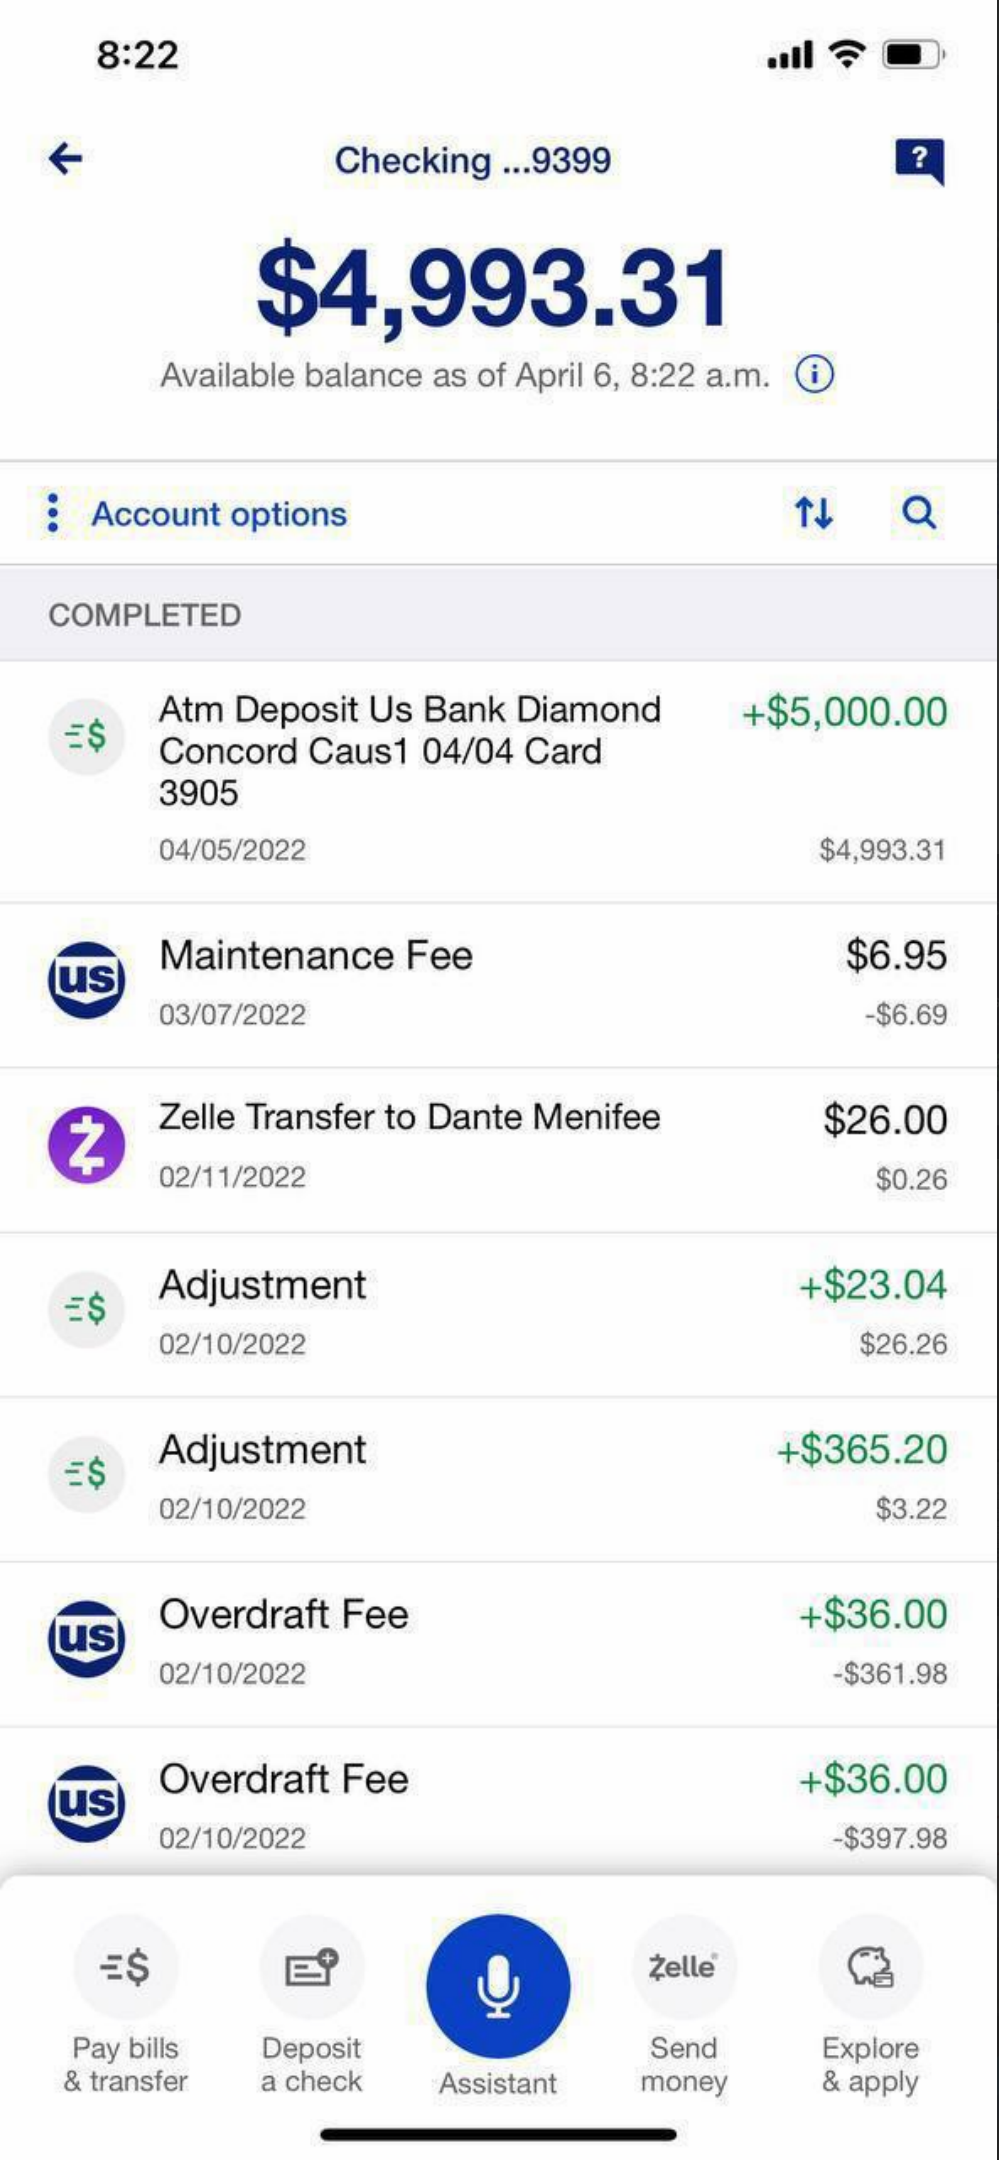 8:22
Checking ...9399
?
$4,993.31
Available balance as of April 6, 8:22 a.m. i
Account options
COMPLETED
Atm Deposit Us Bank Diamond +$5,000.00
Concord Caus1 04/04 Card
3905
04/05/2022 $4,993.31
us Maintenance Fee $6.95
03/07/2022 -$6.69
Zelle Transfer to Dante Menifee $26.00
02/11/2022 $0.26
Adjustment +$23.04
02/10/2022 $26.26
Adjustment +$365.20
02/10/2022 $3.22
us Overdraft Fee +$36.00
02/10/2022 -$361.98
us Overdraft Fee +$36.00
02/10/2022 -$397.98
Zelle®
Pay bills Deposit Send Explore
& transfer a check Assistant money & apply